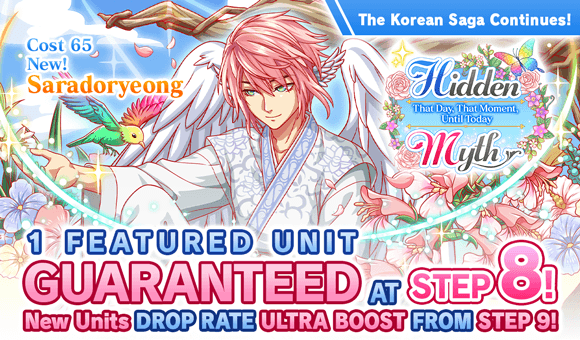 The Korean Saga Continues!
Cost 65
New!
Saradoryeong
Hidden
That Day, That Moment,
Until Today
Myth
1 FEATURED UNIT
GUARANTEED AT STEP 8!
New Units DROP RATE ULTRA BOOST FROM STEP 9!